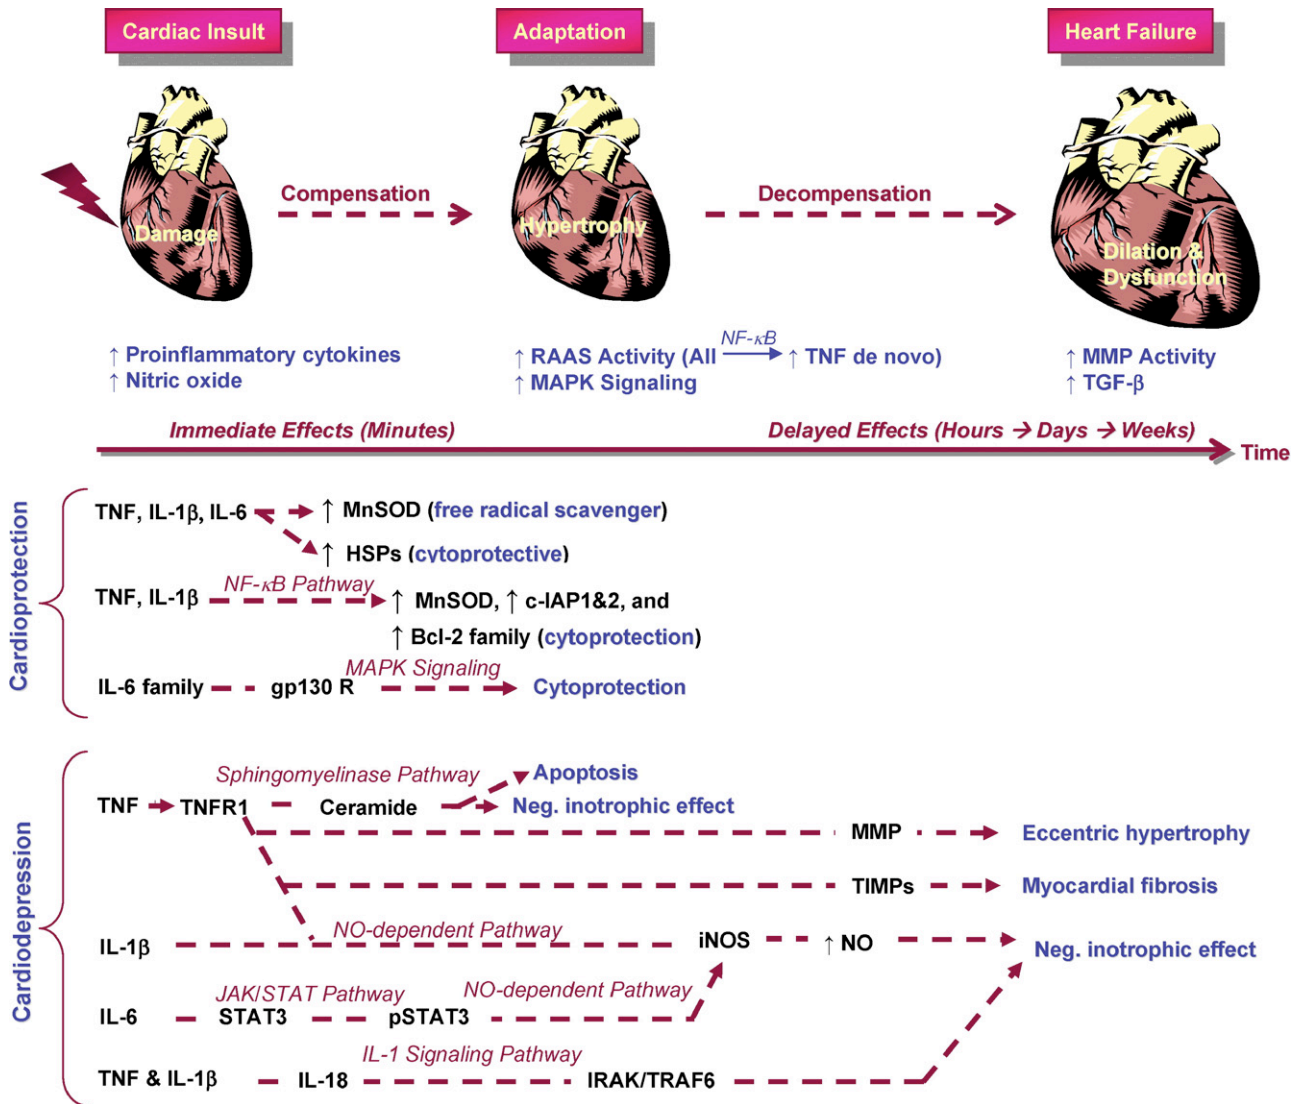 Cardiac Insult
Adaptation
Heart Failure
Compensation
Decompensation
Damage
Hypertrophy
Dilation &
Dysfunction
↑ Proinflammatory cytokines
↑ Nitric oxide
↑ RAAS Activity (AII NF-κB ↑ TNF de novo)
↑ MAPK Signaling
↑ MMP Activity
↑ TGF-β
Immediate Effects (Minutes)
Delayed Effects (Hours → Days → Weeks)
Time
Cardioprotection
TNF, IL-1β, IL-6
↑ MnSOD (free radical scavenger)
↑ HSPs (cytoprotective)
TNF, IL-1β
NF-κB Pathway
↑ MnSOD, ↑ c-IAP1&2, and
↑ Bcl-2 family (cytoprotection)
IL-6 family
gp130 R
MAPK Signaling
Cytoprotection
Cardiodepression
Sphingomyelinase Pathway
Apoptosis
TNF
TNFR1
Ceramide
Neg. inotrophic effect
MMP
Eccentric hypertrophy
TIMPs
Myocardial fibrosis
IL-1β
NO-dependent Pathway
iNOS
↑ NO
Neg. inotrophic effect
IL-6
JAK/STAT Pathway
STAT3
pSTAT3
NO-dependent Pathway
TNF & IL-1β
IL-18
IL-1 Signaling Pathway
IRAK/TRAF6